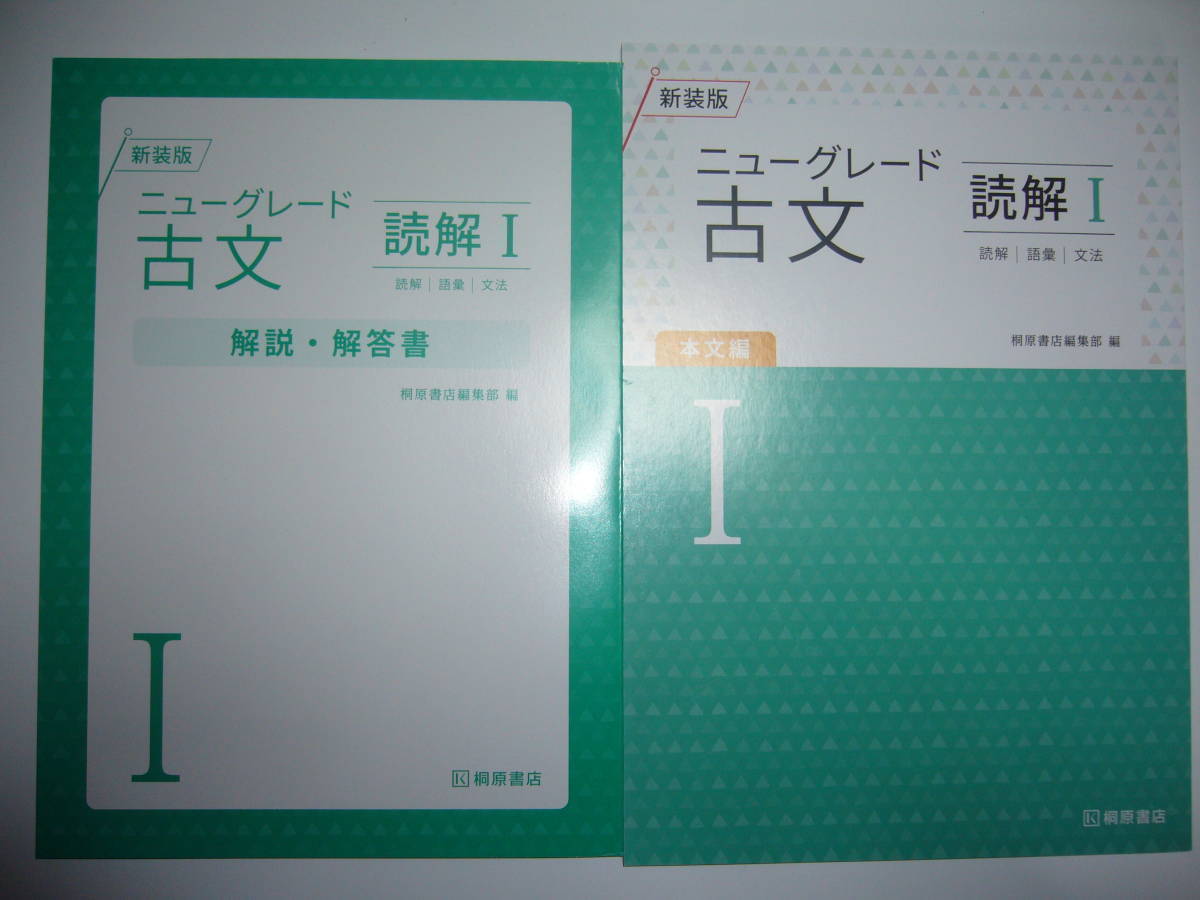 新装版
ニューグレード
古文
読解 I
読解｜語彙｜文法
解説・解答書
桐原書店編集部 編
I
桐原書店
新装版
ニューグレード
古文
読解 I
読解｜語彙｜文法
桐原書店編集部 編
本文編
I
桐原書店